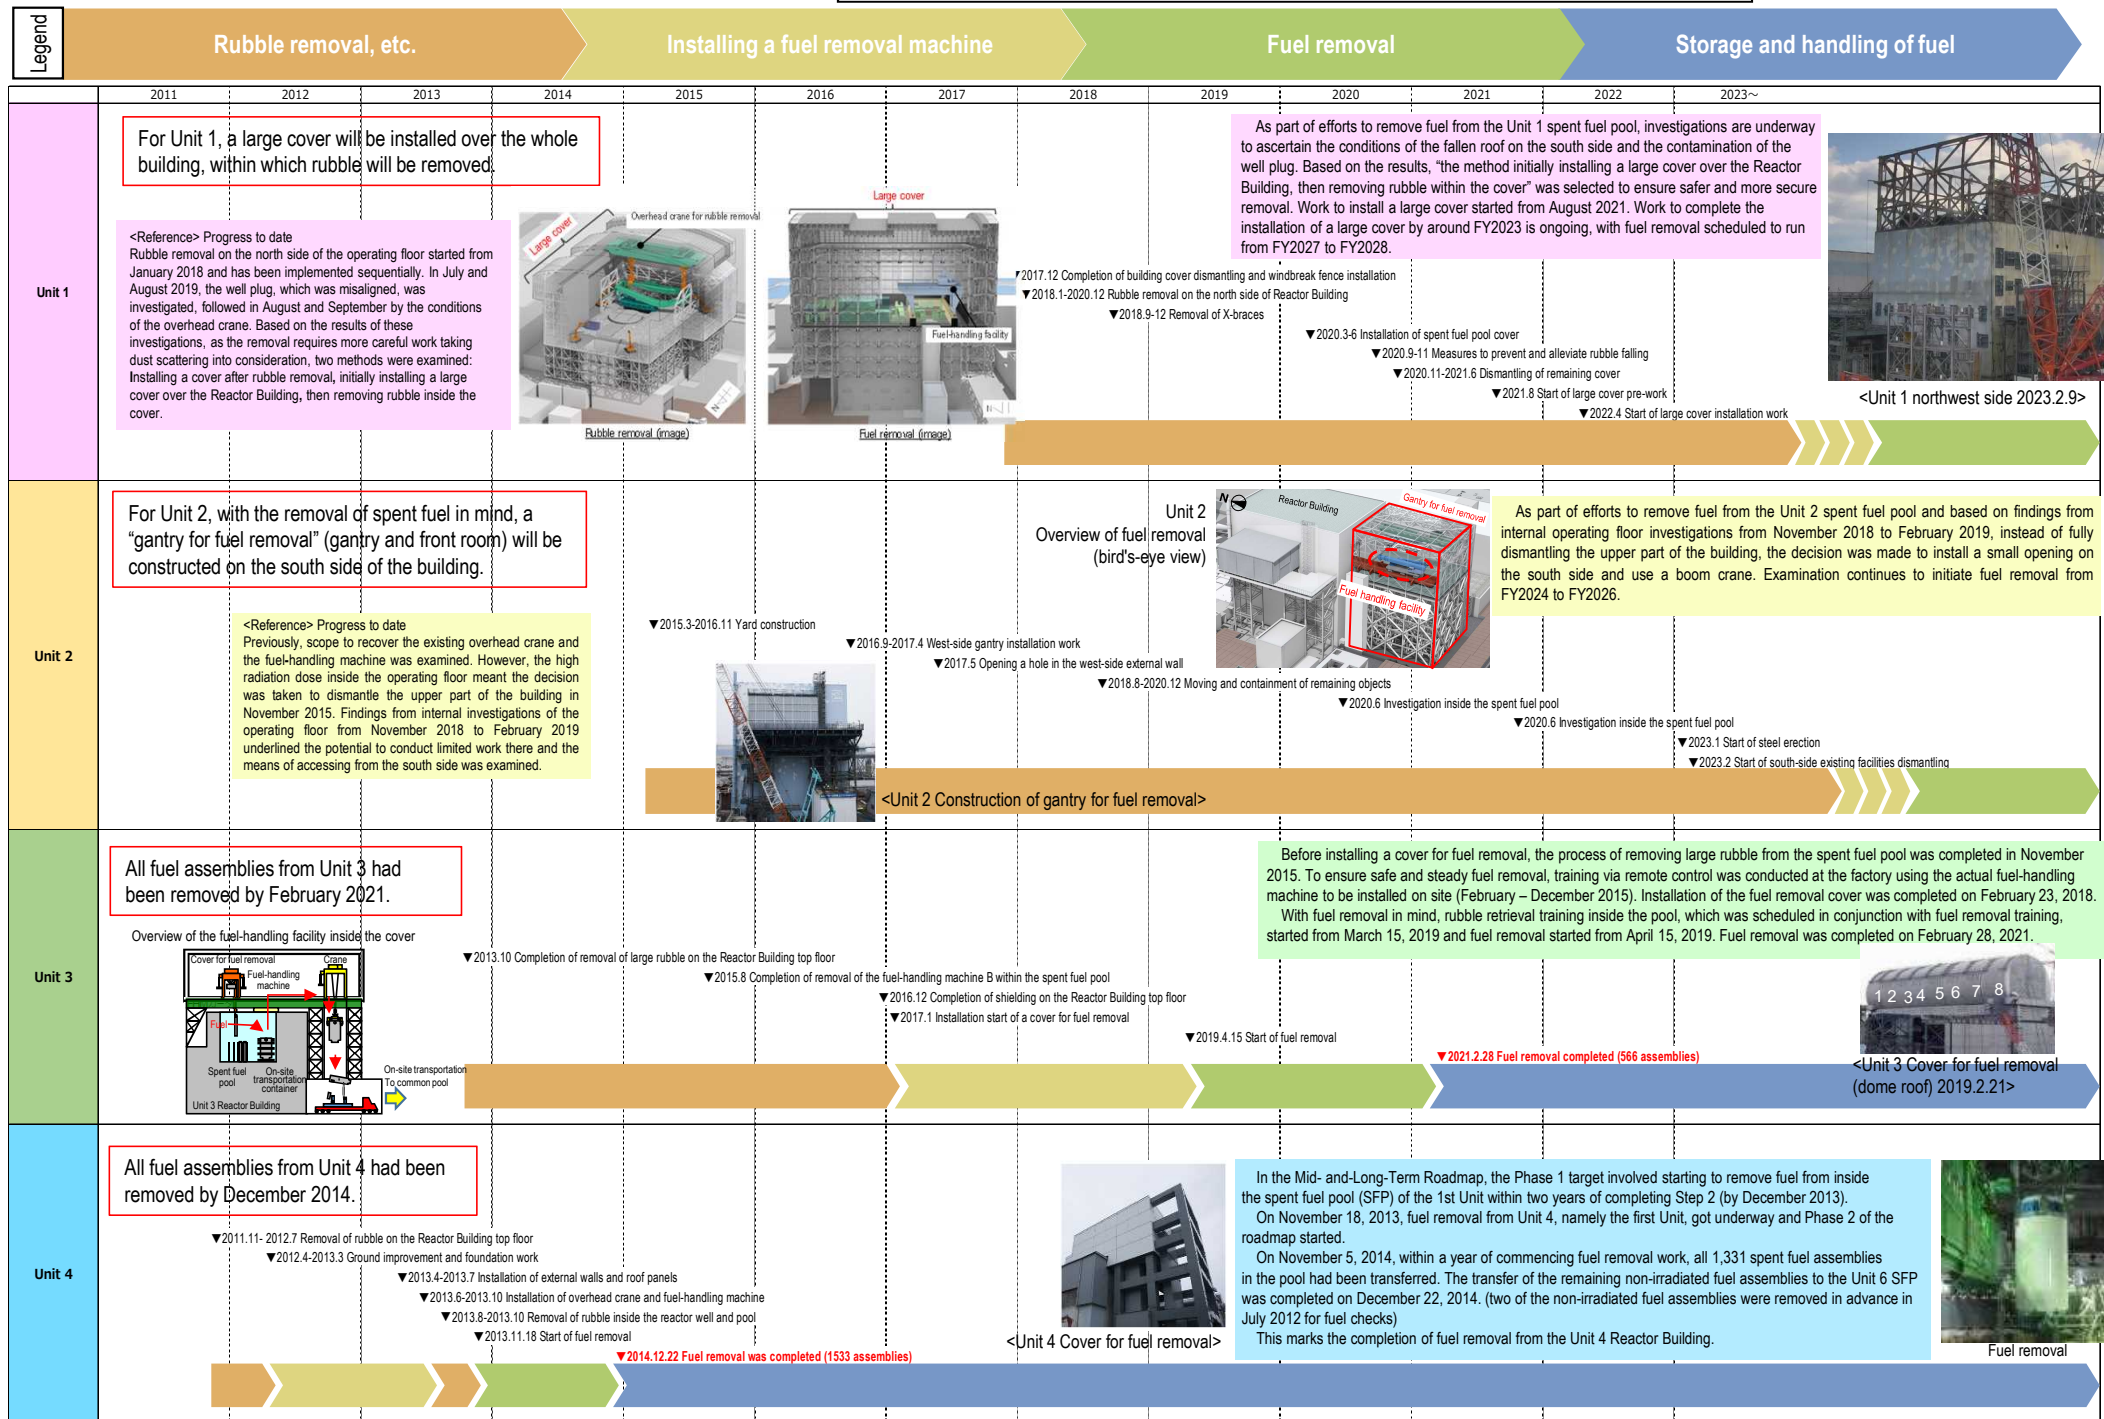 Legend
Rubble removal, etc.
Installing a fuel removal machine
Fuel removal
Storage and handling of fuel
2011
2012
2013
2014
2015
2016
2017
2018
2019
2020
2021
2022
2023～
Unit 1
For Unit 1, a large cover will be installed over the whole
building, within which rubble will be removed.
<Reference> Progress to date
Rubble removal on the north side of the operating floor started from
January 2018 and has been implemented sequentially. In July and
August 2019, the well plug, which was misaligned, was
investigated, followed in August and September by the conditions
of the overhead crane. Based on the results of these
investigations, as the removal requires more careful work taking
dust scattering into consideration, two methods were examined:
Installing a cover after rubble removal, initially installing a large
cover over the Reactor Building, then removing rubble inside the
cover.
Large cover
Overhead crane for rubble removal
N
Rubble removal (image)
Large cover
Fuel-handling facility
N
Fuel removal (image)
As part of efforts to remove fuel from the Unit 1 spent fuel pool, investigations are underway
to ascertain the conditions of the fallen roof on the south side and the contamination of the
well plug. Based on the results, “the method initially installing a large cover over the Reactor
Building, then removing rubble within the cover” was selected to ensure safer and more secure
removal. Work to install a large cover started from August 2021. Work to complete the
installation of a large cover by around FY2023 is ongoing, with fuel removal scheduled to run
from FY2027 to FY2028.
▼2017.12 Completion of building cover dismantling and windbreak fence installation
▼2018.1-2020.12 Rubble removal on the north side of Reactor Building
▼2018.9-12 Removal of X-braces
▼2020.3-6 Installation of spent fuel pool cover
▼2020.9-11 Measures to prevent and alleviate rubble falling
▼2020.11-2021.6 Dismantling of remaining cover
▼2021.8 Start of large cover pre-work
▼2022.4 Start of large cover installation work
<Unit 1 northwest side 2023.2.9>
Unit 2
For Unit 2, with the removal of spent fuel in mind, a
“gantry for fuel removal” (gantry and front room) will be
constructed on the south side of the building.
<Reference> Progress to date
Previously, scope to recover the existing overhead crane and
the fuel-handling machine was examined. However, the high
radiation dose inside the operating floor meant the decision
was taken to dismantle the upper part of the building in
November 2015. Findings from internal investigations of the
operating floor from November 2018 to February 2019
underlined the potential to conduct limited work there and the
means of accessing from the south side was examined.
Unit 2
Overview of fuel removal
(bird's-eye view)
N
Reactor Building
Gantry for fuel removal
Fuel handling facility
As part of efforts to remove fuel from the Unit 2 spent fuel pool and based on findings from
internal operating floor investigations from November 2018 to February 2019, instead of fully
dismantling the upper part of the building, the decision was made to install a small opening on
the south side and use a boom crane. Examination continues to initiate fuel removal from
FY2024 to FY2026.
▼2015.3-2016.11 Yard construction
▼2016.9-2017.4 West-side gantry installation work
▼2017.5 Opening a hole in the west-side external wall
▼2018.8-2020.12 Moving and containment of remaining objects
▼2020.6 Investigation inside the spent fuel pool
▼2020.6 Investigation inside the spent fuel pool
▼2023.1 Start of steel erection
▼2023.2 Start of south-side existing facilities dismantling
<Unit 2 Construction of gantry for fuel removal>
Unit 3
All fuel assemblies from Unit 3 had
been removed by February 2021.
Overview of the fuel-handling facility inside the cover
Cover for fuel removal
Crane
Fuel-handling
machine
Fuel
Spent fuel
pool
On-site
transportation
container
Unit 3 Reactor Building
On-site transportation
To common pool
Before installing a cover for fuel removal, the process of removing large rubble from the spent fuel pool was completed in November
2015. To ensure safe and steady fuel removal, training via remote control was conducted at the factory using the actual fuel-handling
machine to be installed on site (February – December 2015). Installation of the fuel removal cover was completed on February 23, 2018.
With fuel removal in mind, rubble retrieval training inside the pool, which was scheduled in conjunction with fuel removal training,
started from March 15, 2019 and fuel removal started from April 15, 2019. Fuel removal was completed on February 28, 2021.
▼2013.10 Completion of removal of large rubble on the Reactor Building top floor
▼2015.8 Completion of removal of the fuel-handling machine B within the spent fuel pool
▼2016.12 Completion of shielding on the Reactor Building top floor
▼2017.1 Installation start of a cover for fuel removal
▼2019.4.15 Start of fuel removal
▼2021.2.28 Fuel removal completed (566 assemblies)
1 2 3 4 5 6 7 8
<Unit 3 Cover for fuel removal
(dome roof) 2019.2.21>
Unit 4
All fuel assemblies from Unit 4 had been
removed by December 2014.
▼2011.11- 2012.7 Removal of rubble on the Reactor Building top floor
▼2012.4-2013.3 Ground improvement and foundation work
▼2013.4-2013.7 Installation of external walls and roof panels
▼2013.6-2013.10 Installation of overhead crane and fuel-handling machine
▼2013.8-2013.10 Removal of rubble inside the reactor well and pool
▼2013.11.18 Start of fuel removal
▼2014.12.22 Fuel removal was completed (1533 assemblies)
<Unit 4 Cover for fuel removal>
In the Mid- and-Long-Term Roadmap, the Phase 1 target involved starting to remove fuel from inside
the spent fuel pool (SFP) of the 1st Unit within two years of completing Step 2 (by December 2013).
On November 18, 2013, fuel removal from Unit 4, namely the first Unit, got underway and Phase 2 of the
roadmap started.
On November 5, 2014, within a year of commencing fuel removal work, all 1,331 spent fuel assemblies
in the pool had been transferred. The transfer of the remaining non-irradiated fuel assemblies to the Unit 6 SFP
was completed on December 22, 2014. (two of the non-irradiated fuel assemblies were removed in advance in
July 2012 for fuel checks)
This marks the completion of fuel removal from the Unit 4 Reactor Building.
Fuel removal